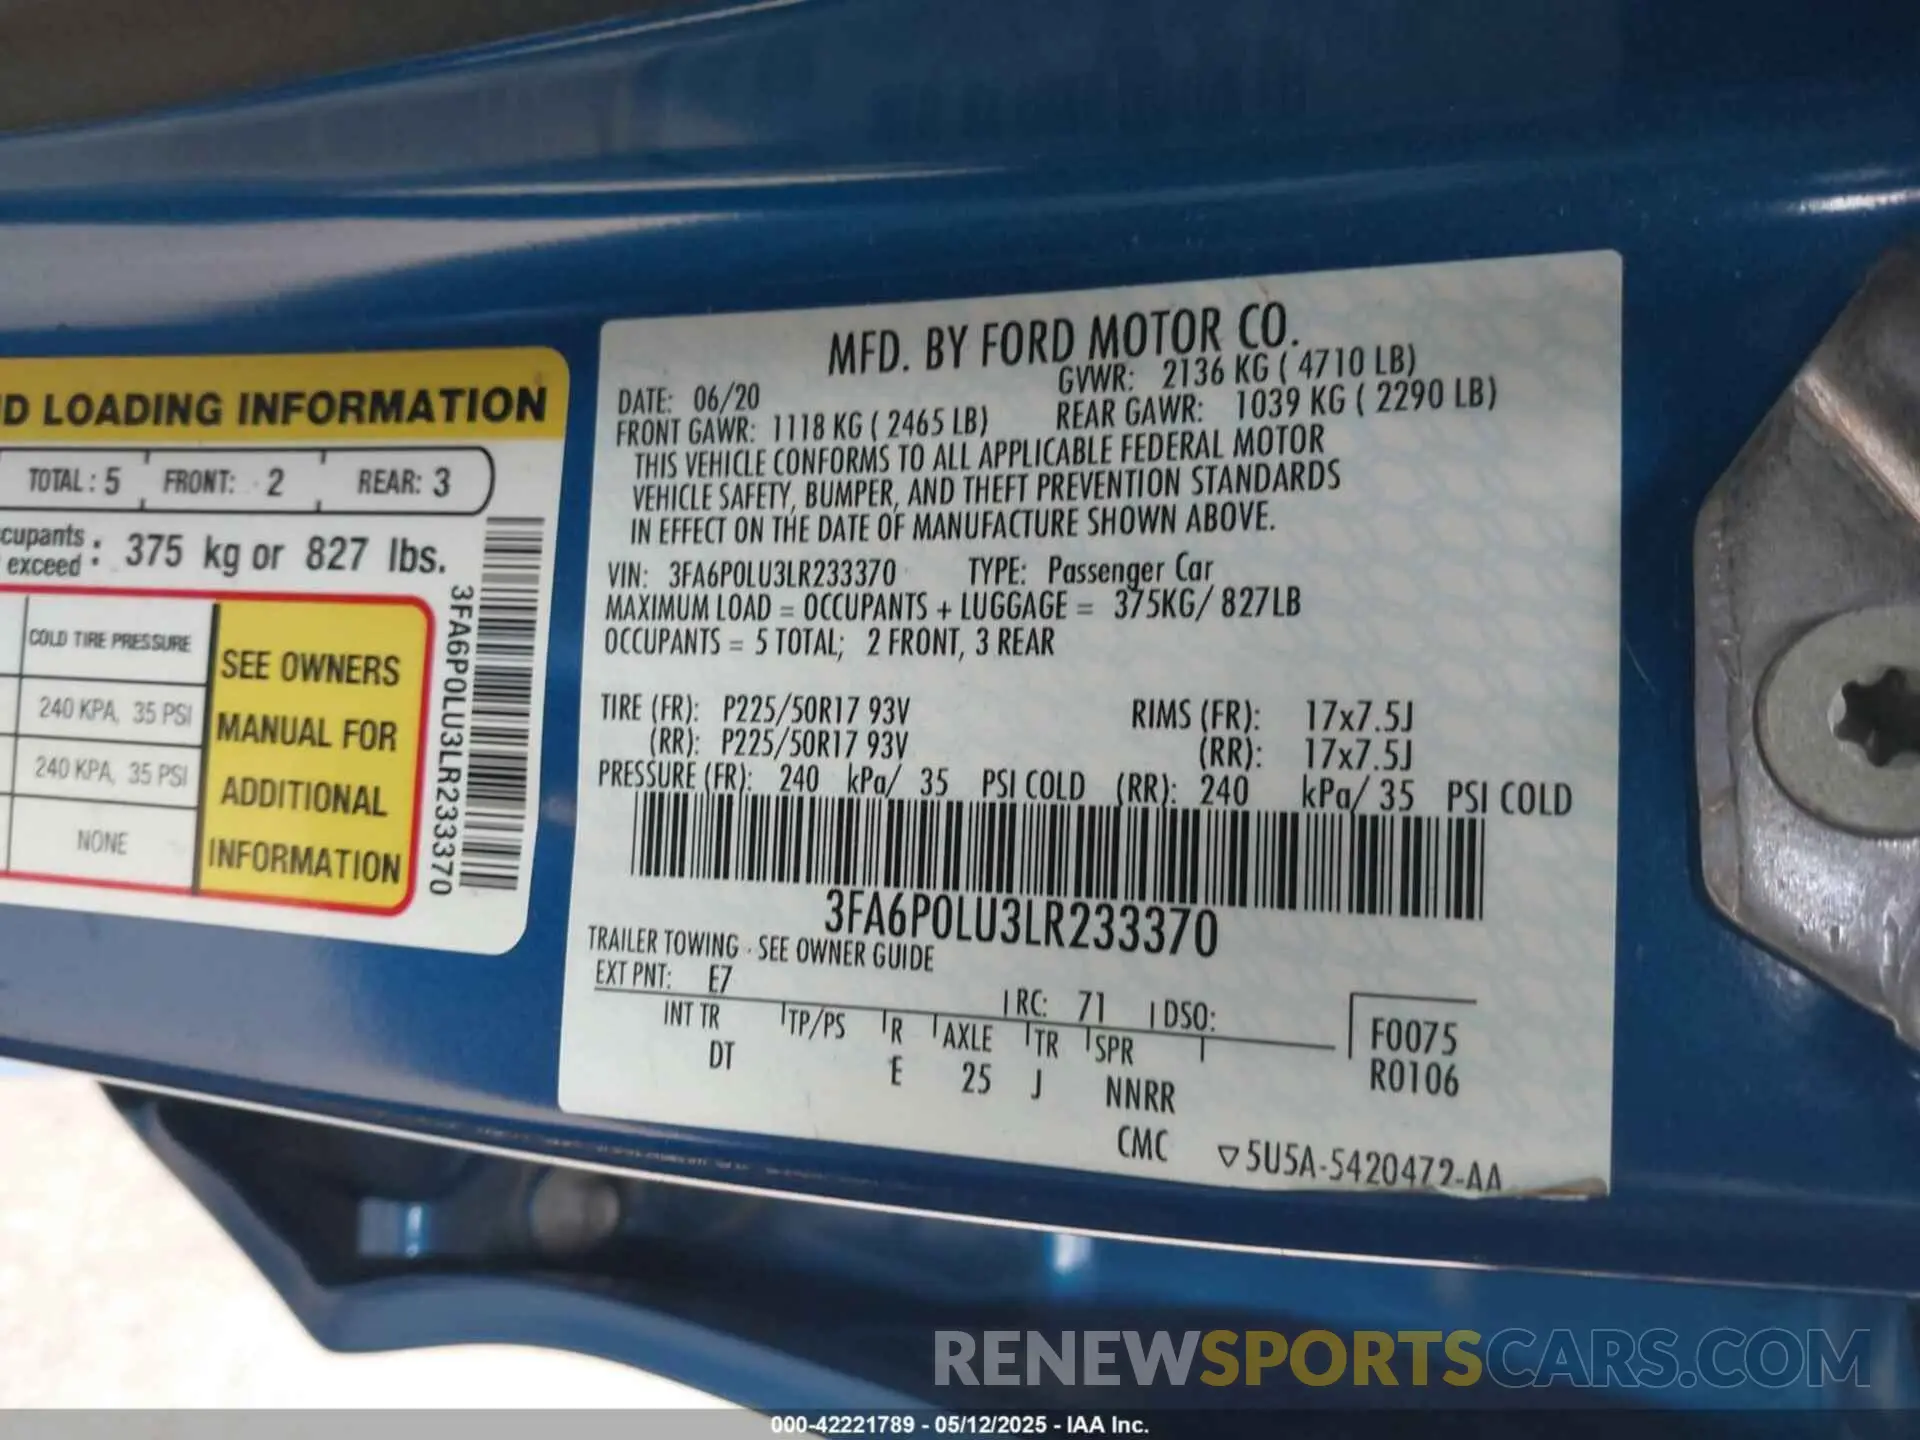 D LOADING INFORMATION
TOTAL: 5 FRONT: 2 REAR: 3
cupants
exceed : 375 kg or 827 lbs.
COLD TIRE PRESSURE
240 KPA, 35 PSI
240 KPA, 35 PSI
NONE
SEE OWNERS
MANUAL FOR
ADDITIONAL
INFORMATION
3FA6P0LU3LR233370
MFD. BY FORD MOTOR CO.
DATE: 06/20 GVWR: 2136 KG ( 4710 LB)
FRONT GAWR: 1118 KG ( 2465 LB) REAR GAWR: 1039 KG ( 2290 LB)
THIS VEHICLE CONFORMS TO ALL APPLICABLE FEDERAL MOTOR
VEHICLE SAFETY, BUMPER, AND THEFT PREVENTION STANDARDS
IN EFFECT ON THE DATE OF MANUFACTURE SHOWN ABOVE.
VIN: 3FA6P0LU3LR233370 TYPE: Passenger Car
MAXIMUM LOAD = OCCUPANTS + LUGGAGE = 375KG/ 827LB
OCCUPANTS = 5 TOTAL; 2 FRONT, 3 REAR
TIRE (FR): P225/50R17 93V RIMS (FR): 17x7.5J
(RR): P225/50R17 93V (RR): 17x7.5J
PRESSURE (FR): 240 kPa/ 35 PSI COLD (RR): 240 kPa/ 35 PSI COLD
3FA6P0LU3LR233370
TRAILER TOWING - SEE OWNER GUIDE
EXT PNT: E7 RC: 71 DSO:
INT TR TP/PS R AXLE TR SPR
DT E 25 J NNRR
CMC
F0075
R0106
▽5U5A-5420472-AA
RENEWSPORTSCARS.COM
000-42221789 - 05/12/2025 - IAA Inc.